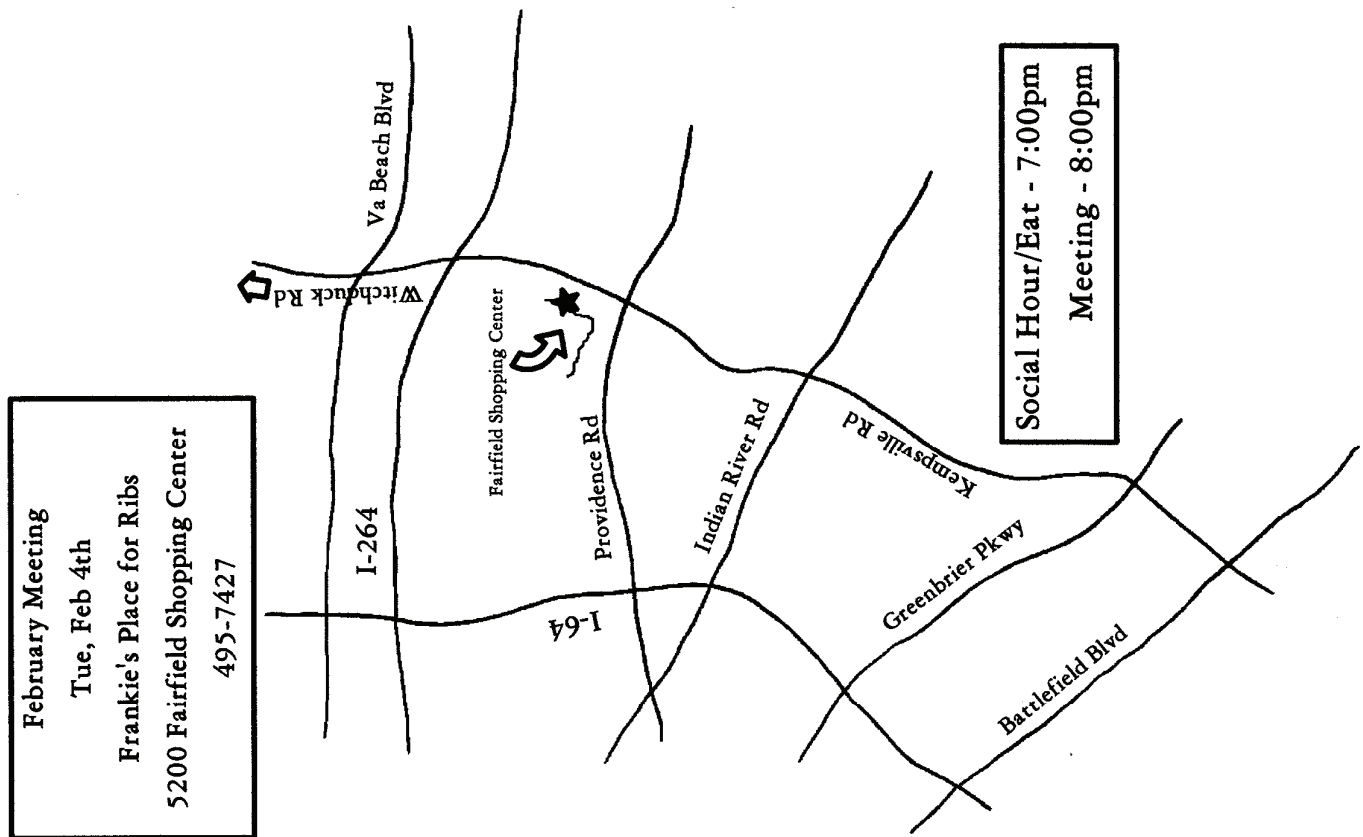 February Meeting
Tue, Feb 4th
Frankie's Place for Ribs
5200 Fairfield Shopping Center
495-7427
Va Beach Blvd
Witchduck Rd
I-264
Fairfield Shopping Center
Providence Rd
I-64
Indian River Rd
Kempsville Rd
Greenbrier Pkwy
Battlefield Blvd
Social Hour/Eat - 7:00pm
Meeting - 8:00pm